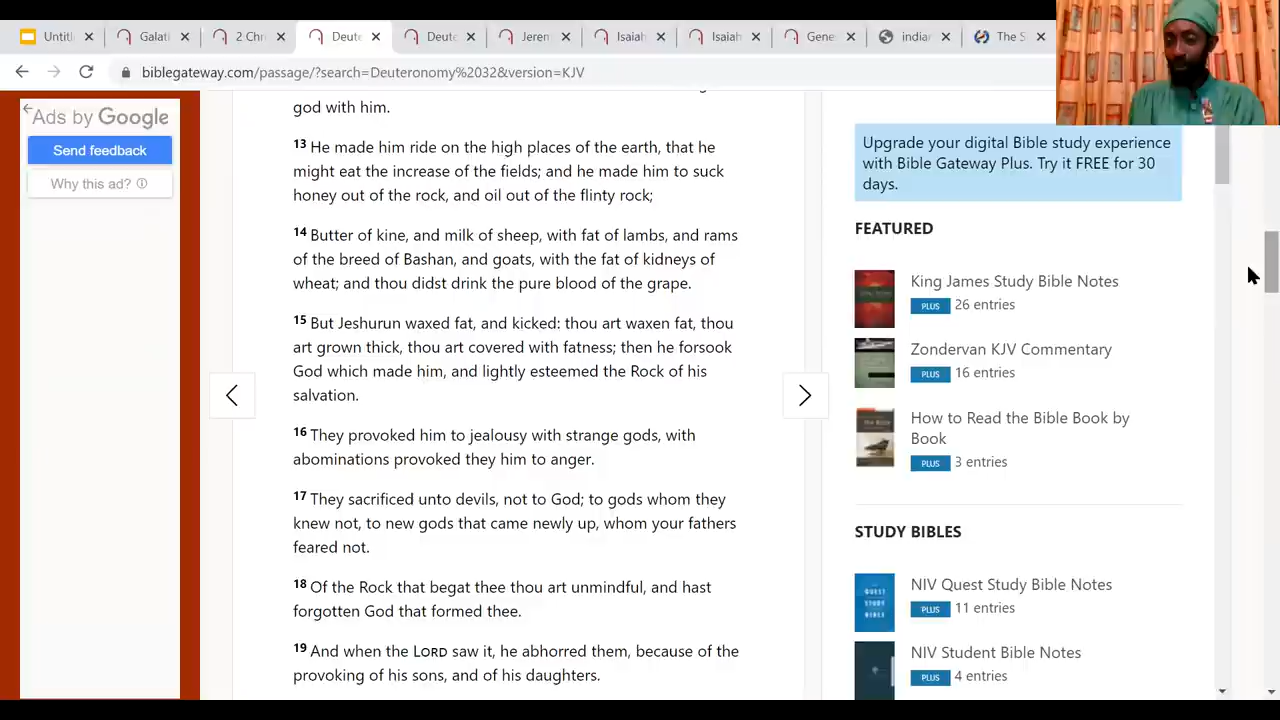 Untitl
Galati
2 Chr
Deute
Deute
Jerem
Isaiah
Isaiah
Gene
indian
The S
biblegateway.com/passage/?search=Deuteronomy%2032&version=KJV
Ads by Google
Send feedback
Why this ad?
god with him.
13 He made him ride on the high places of the earth, that he
might eat the increase of the fields; and he made him to suck
honey out of the rock, and oil out of the flinty rock;
14 Butter of kine, and milk of sheep, with fat of lambs, and rams
of the breed of Bashan, and goats, with the fat of kidneys of
wheat; and thou didst drink the pure blood of the grape.
15 But Jeshurun waxed fat, and kicked: thou art waxen fat, thou
art grown thick, thou art covered with fatness; then he forsook
God which made him, and lightly esteemed the Rock of his
salvation.
16 They provoked him to jealousy with strange gods, with
abominations provoked they him to anger.
17 They sacrificed unto devils, not to God; to gods whom they
knew not, to new gods that came newly up, whom your fathers
feared not.
18 Of the Rock that begat thee thou art unmindful, and hast
forgotten God that formed thee.
19 And when the LORD saw it, he abhorred them, because of the
provoking of his sons, and of his daughters.
Upgrade your digital Bible study experience
with Bible Gateway Plus. Try it FREE for 30
days.
FEATURED
King James Study Bible Notes
PLUS 26 entries
Zondervan KJV Commentary
PLUS 16 entries
How to Read the Bible Book by
Book
PLUS 3 entries
STUDY BIBLES
NIV Quest Study Bible Notes
PLUS 11 entries
NIV Student Bible Notes
PLUS 4 entries